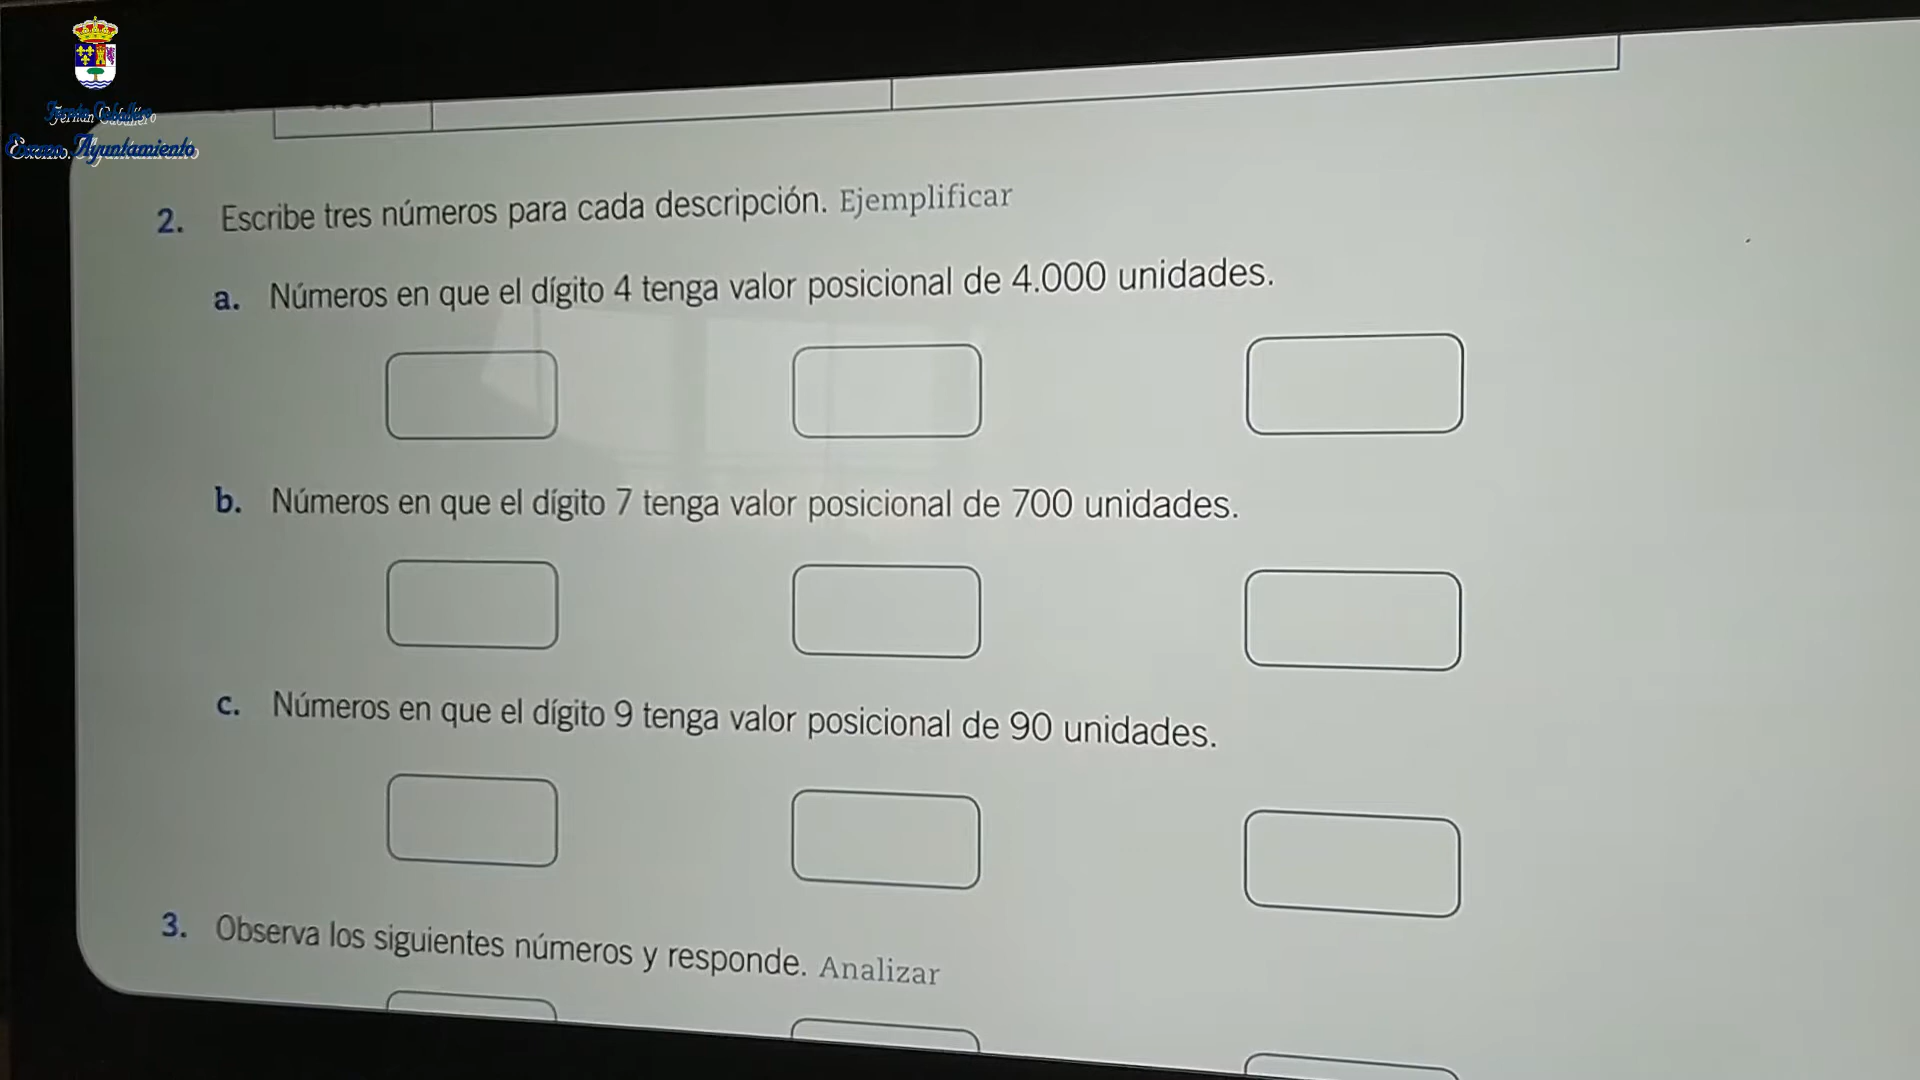 Fernán Caballero
Excmo. Ayuntamiento
2. Escribe tres números para cada descripción. Ejemplificar
a. Números en que el dígito 4 tenga valor posicional de 4.000 unidades.
b. Números en que el dígito 7 tenga valor posicional de 700 unidades.
c. Números en que el dígito 9 tenga valor posicional de 90 unidades.
3. Observa los siguientes números y responde. Analizar